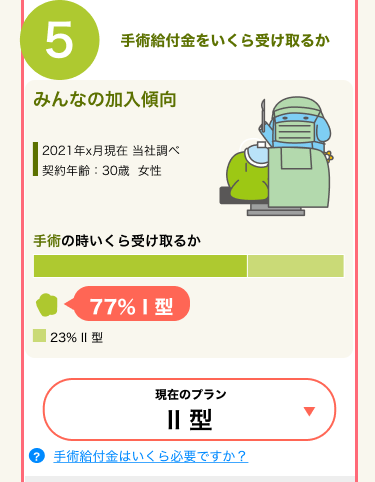 5
手術給付金をいくら受け取るか
みんなの加入傾向
2021年x月現在 当社調べ
契約年齢：30歳 女性
手術の時いくら受け取るか
77% I 型
23% II 型
現在のプラン
II 型
? 手術給付金はいくら必要ですか？